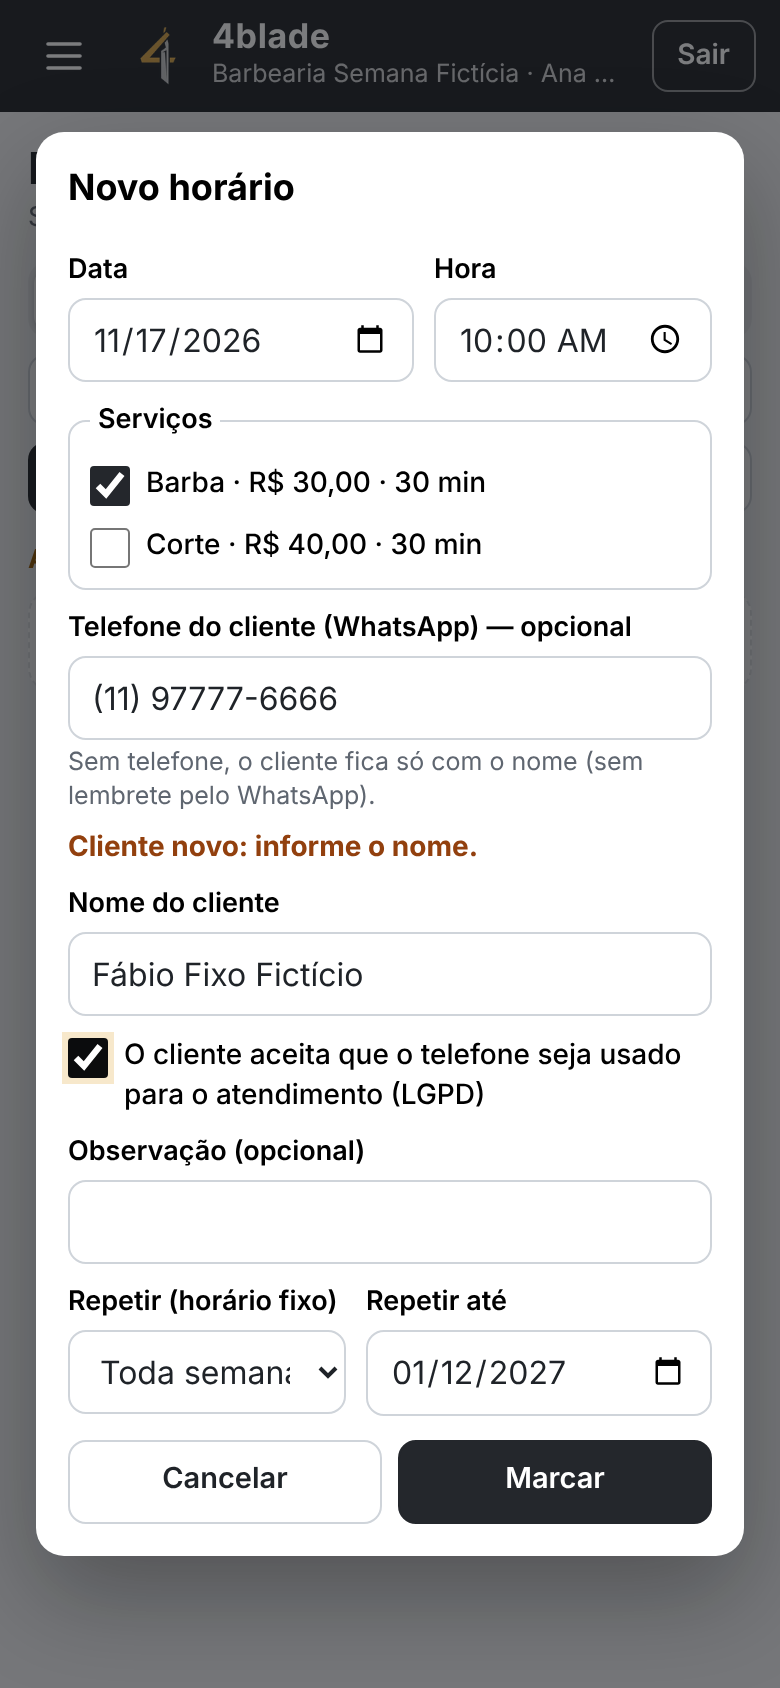 4blade
Barbearia Semana Fictícia · Ana ...
Sair
Novo horário
Data
Hora
11/17/2026
10:00 AM
Serviços
Barba · R$ 30,00 · 30 min
Corte · R$ 40,00 · 30 min
Telefone do cliente (WhatsApp) — opcional
(11) 97777-6666
Sem telefone, o cliente fica só com o nome (sem
lembrete pelo WhatsApp).
Cliente novo: informe o nome.
Nome do cliente
Fábio Fixo Fictício
O cliente aceita que o telefone seja usado
para o atendimento (LGPD)
Observação (opcional)
Repetir (horário fixo)
Repetir até
Toda semana
01/12/2027
Cancelar
Marcar